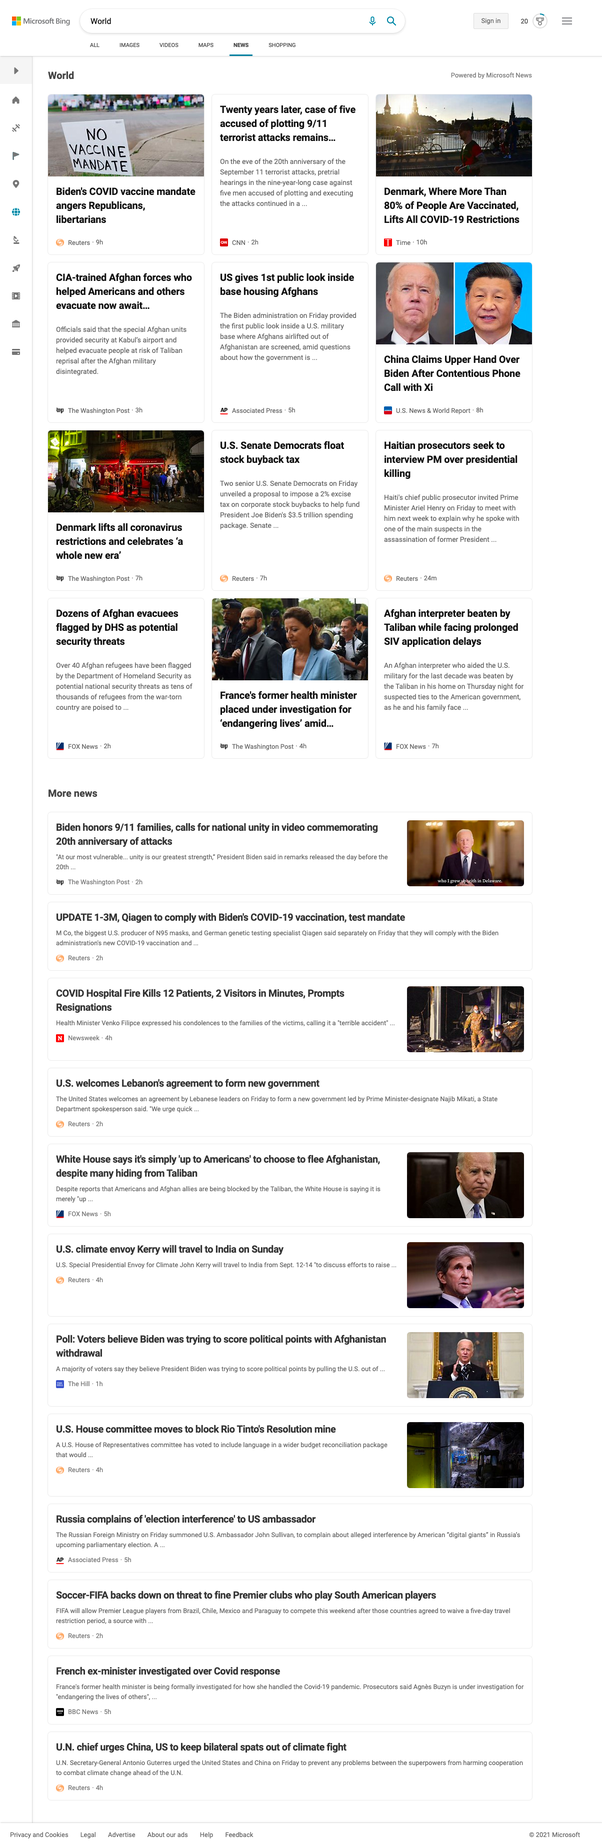 Microsoft Bing
World
Sign in
20
ALL IMAGES VIDEOS MAPS NEWS SHOPPING
World
Powered by Microsoft News
NO
VACCINE
MANDATE
Biden's COVID vaccine mandate
angers Republicans,
libertarians
Reuters · 9h
Twenty years later, case of five
accused of plotting 9/11
terrorist attacks remains...
On the eve of the 20th anniversary of the
September 11 terrorist attacks, pretrial
hearings in the nine-year-long case against
five men accused of plotting and executing
the attacks continued in a ...
CNN · 2h
Denmark, Where More Than
80% of People Are Vaccinated,
Lifts All COVID-19 Restrictions
Time · 10h
CIA-trained Afghan forces who
helped Americans and others
evacuate now await...
Officials said that the special Afghan units
provided security at Kabul's airport and
helped evacuate people at risk of Taliban
reprisal after the Afghan military
disintegrated.
The Washington Post · 3h
US gives 1st public look inside
base housing Afghans
The Biden administration on Friday provided
the first public look inside a U.S. military
base where Afghans airlifted out of
Afghanistan are screened, amid questions
about how the government is ...
AP Associated Press · 5h
China Claims Upper Hand Over
Biden After Contentious Phone
Call with Xi
U.S. News & World Report · 8h
Denmark lifts all coronavirus
restrictions and celebrates 'a
whole new era'
The Washington Post · 7h
U.S. Senate Democrats float
stock buyback tax
Two senior U.S. Senate Democrats on Friday
unveiled a proposal to impose a 2% excise
tax on corporate stock buybacks to help fund
President Joe Biden's $3.5 trillion spending
package. Senate ...
Reuters · 7h
Haitian prosecutors seek to
interview PM over presidential
killing
Haiti's chief public prosecutor invited Prime
Minister Ariel Henry on Friday to meet with
him next week to explain why he spoke with
one of the main suspects in the
assassination of former President ...
Reuters · 24m
Dozens of Afghan evacuees
flagged by DHS as potential
security threats
Over 40 Afghan refugees have been flagged
by the Department of Homeland Security as
potential national security threats as tens of
thousands of refugees from the war-torn
country are poised to ...
FOX News · 2h
France's former health minister
placed under investigation for
'endangering lives' amid...
The Washington Post · 4h
Afghan interpreter beaten by
Taliban while facing prolonged
SIV application delays
An Afghan interpreter who aided the U.S.
military for the last decade was beaten by
the Taliban in his home on Thursday night for
suspected ties to the American government,
as he and his family face ...
FOX News · 7h
More news
Biden honors 9/11 families, calls for national unity in video commemorating
20th anniversary of attacks
"At our most vulnerable... unity is our greatest strength," President Biden said in remarks released the day before the
20th ...
The Washington Post · 2h
who I grew up with in Delaware.
UPDATE 1-3M, Qiagen to comply with Biden's COVID-19 vaccination, test mandate
M Co, the biggest U.S. producer of N95 masks, and German genetic testing specialist Qiagen said separately on Friday that they will comply with the Biden
administration's new COVID-19 vaccination and ...
Reuters · 2h
COVID Hospital Fire Kills 12 Patients, 2 Visitors in Minutes, Prompts
Resignations
Health Minister Venko Filipce expressed his condolences to the families of the victims, calling it a "terrible accident" ...
Newsweek · 4h
U.S. welcomes Lebanon's agreement to form new government
The United States welcomes an agreement by Lebanese leaders on Friday to form a new government led by Prime Minister-designate Najib Mikati, a State
Department spokesperson said. "We urge quick ...
Reuters · 2h
White House says it's simply 'up to Americans' to choose to flee Afghanistan,
despite many hiding from Taliban
Despite reports that Americans and Afghan allies are being blocked by the Taliban, the White House is saying it is
merely "up ...
FOX News · 5h
U.S. climate envoy Kerry will travel to India on Sunday
U.S. Special Presidential Envoy for Climate John Kerry will travel to India from Sept. 12-14 "to discuss efforts to raise ...
Reuters · 4h
Poll: Voters believe Biden was trying to score political points with Afghanistan
withdrawal
A majority of voters say they believe President Biden was trying to score political points by pulling the U.S. out of ...
The Hill · 1h
U.S. House committee moves to block Rio Tinto's Resolution mine
A U.S. House of Representatives committee has voted to include language in a wider budget reconciliation package
that would ...
Reuters · 4h
Russia complains of 'election interference' to US ambassador
The Russian Foreign Ministry on Friday summoned U.S. Ambassador John Sullivan, to complain about alleged interference by American "digital giants" in Russia's
upcoming parliamentary election. A ...
AP Associated Press · 5h
Soccer-FIFA backs down on threat to fine Premier clubs who play South American players
FIFA will allow Premier League players from Brazil, Chile, Mexico and Paraguay to compete this weekend after those countries agreed to waive a five-day travel
restriction period, a source with ...
Reuters · 2h
French ex-minister investigated over Covid response
France's former health minister is being formally investigated for how she handled the Covid-19 pandemic. Prosecutors said Agnès Buzyn is under investigation for
"endangering the lives of others", ...
BBC News · 5h
U.N. chief urges China, US to keep bilateral spats out of climate fight
U.N. Secretary-General Antonio Guterres urged the United States and China on Friday to prevent any problems between the superpowers from harming cooperation
to combat climate change ahead of the U.N.
Reuters · 4h
Privacy and Cookies Legal Advertise About our ads Help Feedback
© 2021 Microsoft